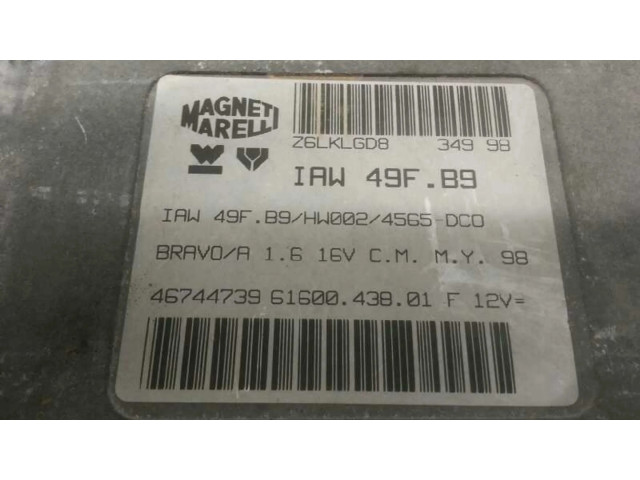 MAGNETI
MARELLI
Z6LKLGD8 349 98
IAW 49F.B9
IAW 49F.B9/HW002/4565-DCO
BRAVO/A 1.6 16V C.M. M.Y. 98
46744739 61600.438.01 F 12V=